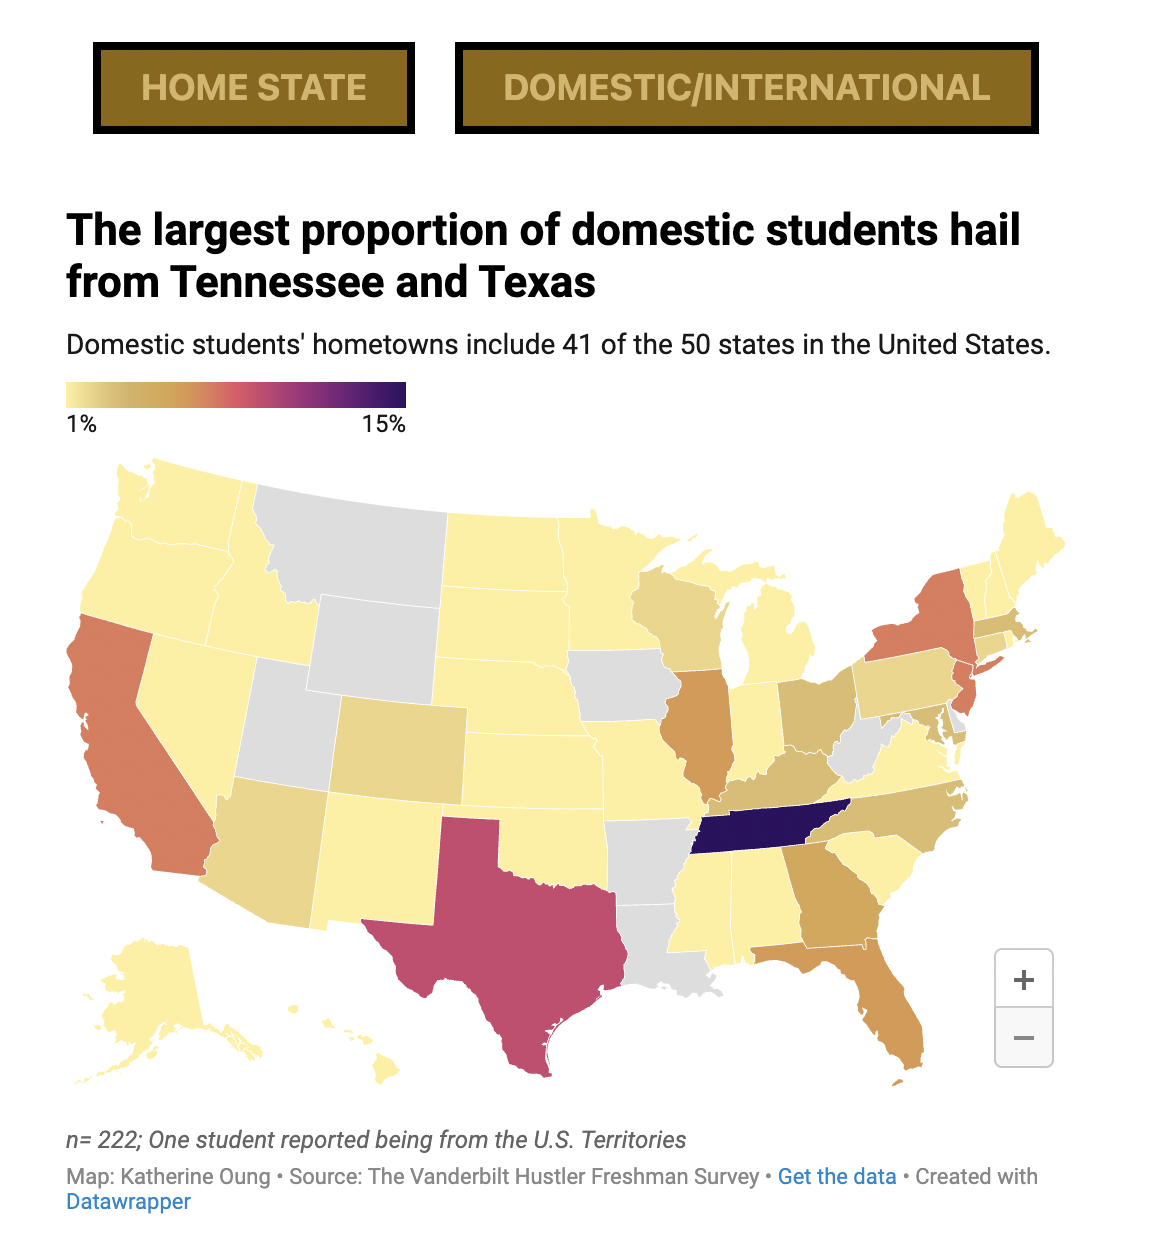 HOME STATE
DOMESTIC/INTERNATIONAL
The largest proportion of domestic students hail
from Tennessee and Texas
Domestic students' hometowns include 41 of the 50 states in the United States.
1%
15%
+
−
n= 222; One student reported being from the U.S. Territories
Map: Katherine Oung • Source: The Vanderbilt Hustler Freshman Survey • Get the data • Created with
Datawrapper